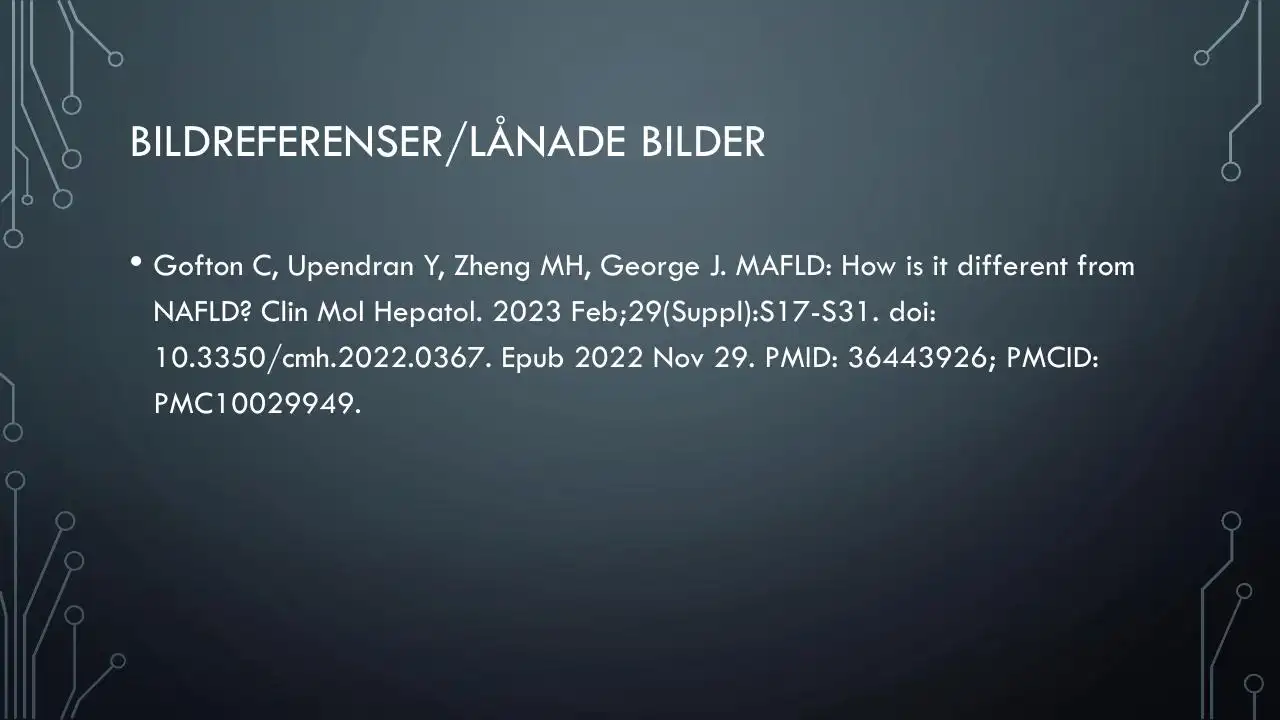 BILDREFERENSER/LÅNADE BILDER
• Gofton C, Upendran Y, Zheng MH, George J. MAFLD: How is it different from
NAFLD? Clin Mol Hepatol. 2023 Feb;29(Suppl):S17-S31. doi:
10.3350/cmh.2022.0367. Epub 2022 Nov 29. PMID: 36443926; PMCID:
PMC10029949.